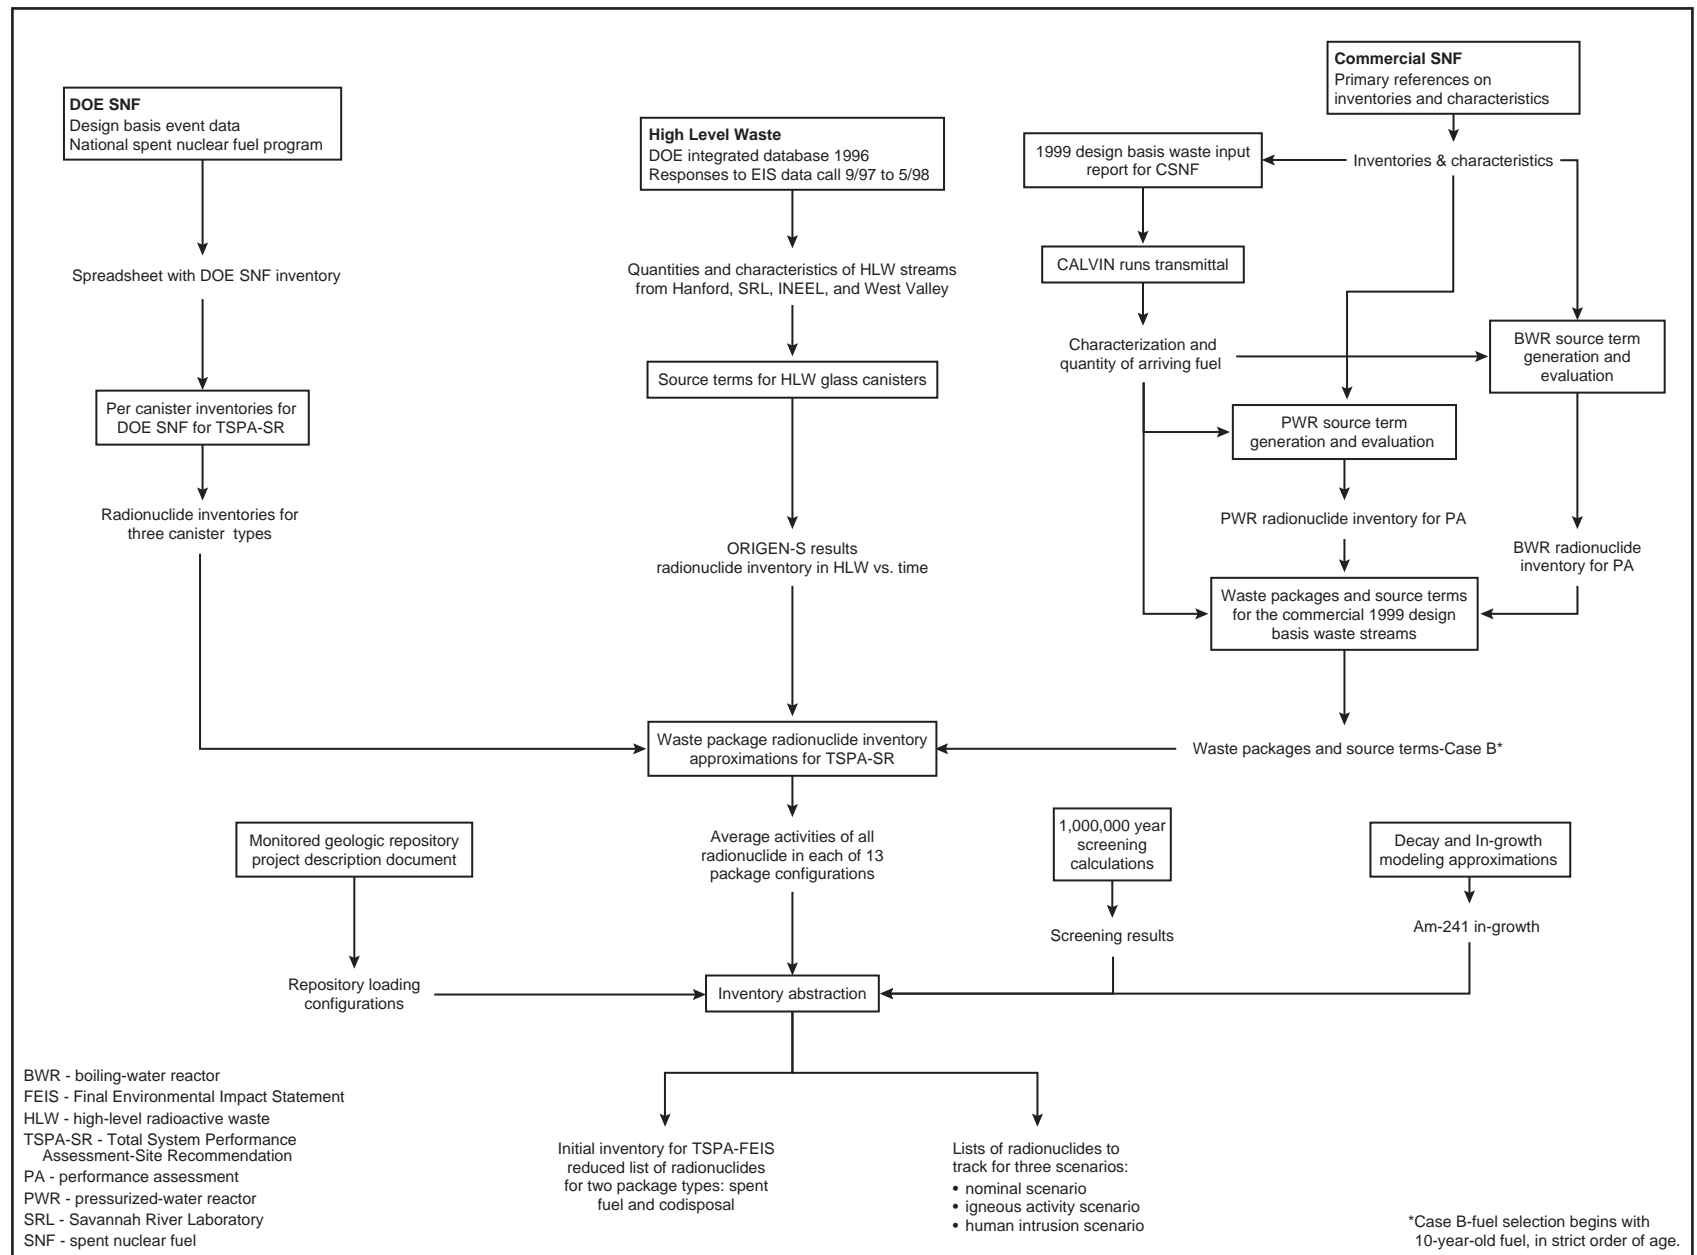 Commercial SNF
Primary references on
inventories and characteristics
DOE SNF
Design basis event data
National spent nuclear fuel program
High Level Waste
DOE integrated database 1996
Responses to EIS data call 9/97 to 5/98
1999 design basis waste input
report for CSNF
Inventories & characteristics
Spreadsheet with DOE SNF inventory
Quantities and characteristics of HLW streams
from Hanford, SRL, INEEL, and West Valley
CALVIN runs transmittal
Characterization and
quantity of arriving fuel
BWR source term
generation and
evaluation
Source terms for HLW glass canisters
Per canister inventories for
DOE SNF for TSPA-SR
PWR source term
generation and evaluation
Radionuclide inventories for
three canister types
PWR radionuclide inventory for PA
ORIGEN-S results
radionuclide inventory in HLW vs. time
BWR radionuclide
inventory for PA
Waste packages and source terms
for the commercial 1999 design
basis waste streams
Waste package radionuclide inventory
approximations for TSPA-SR
Waste packages and source terms-Case B*
Monitored geologic repository
project description document
Average activities of all
radionuclide in each of 13
package configurations
1,000,000 year
screening
calculations
Decay and In-growth
modeling approximations
Screening results
Am-241 in-growth
Repository loading
configurations
Inventory abstraction
BWR - boiling-water reactor
FEIS - Final Environmental Impact Statement
HLW - high-level radioactive waste
TSPA-SR - Total System Performance
Assessment-Site Recommendation
PA - performance assessment
PWR - pressurized-water reactor
SRL - Savannah River Laboratory
SNF - spent nuclear fuel
Initial inventory for TSPA-FEIS
reduced list of radionuclides
for two package types: spent
fuel and codisposal
Lists of radionuclides to
track for three scenarios:
• nominal scenario
• igneous activity scenario
• human intrusion scenario
*Case B-fuel selection begins with
10-year-old fuel, in strict order of age.